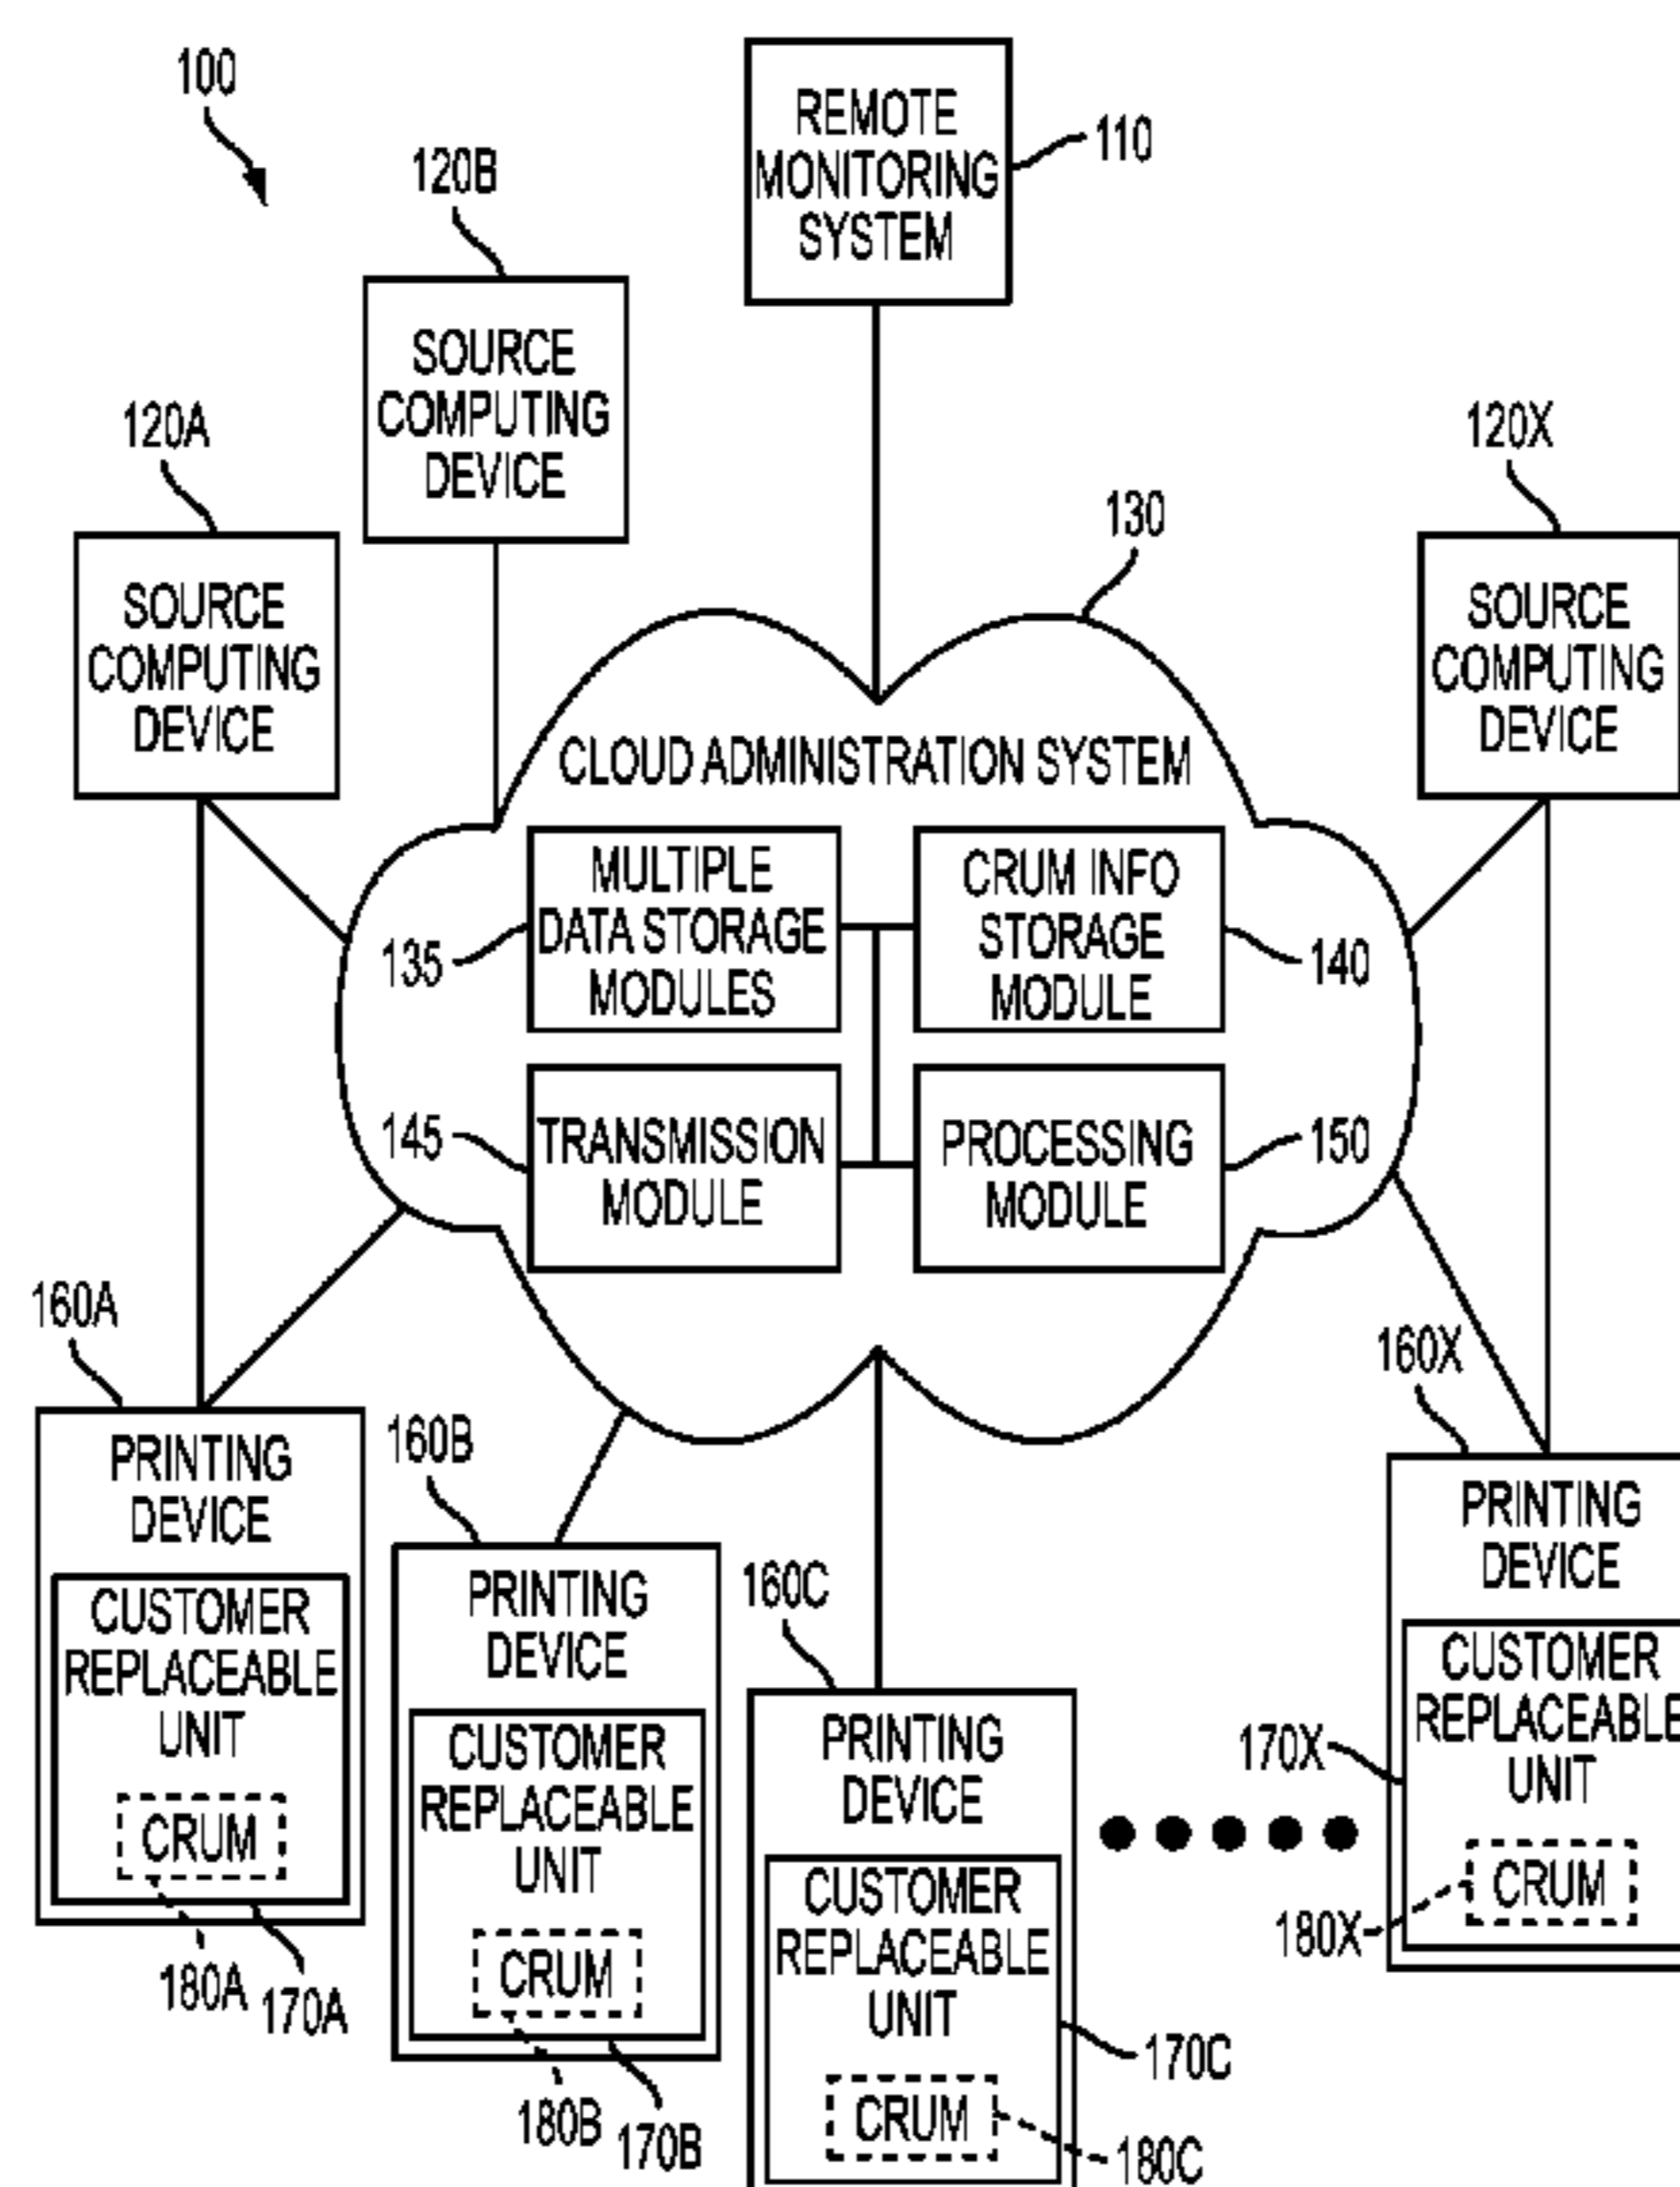 100
REMOTE
MONITORING
SYSTEM
110
120B
SOURCE
COMPUTING
DEVICE
120A
SOURCE
COMPUTING
DEVICE
120X
SOURCE
COMPUTING
DEVICE
130
CLOUD ADMINISTRATION SYSTEM
135
MULTIPLE
DATA STORAGE
MODULES
CRUM INFO
STORAGE
MODULE
140
145
TRANSMISSION
MODULE
PROCESSING
MODULE
150
160A
PRINTING
DEVICE
CUSTOMER
REPLACEABLE
UNIT
CRUM
180A
170A
160B
PRINTING
DEVICE
CUSTOMER
REPLACEABLE
UNIT
CRUM
180B
170B
160C
PRINTING
DEVICE
CUSTOMER
REPLACEABLE
UNIT
CRUM
170C
180C
160X
PRINTING
DEVICE
170X
CUSTOMER
REPLACEABLE
UNIT
CRUM
180X